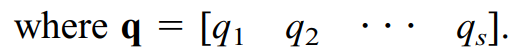 where q = [q₁ q₂ · · · qₛ].